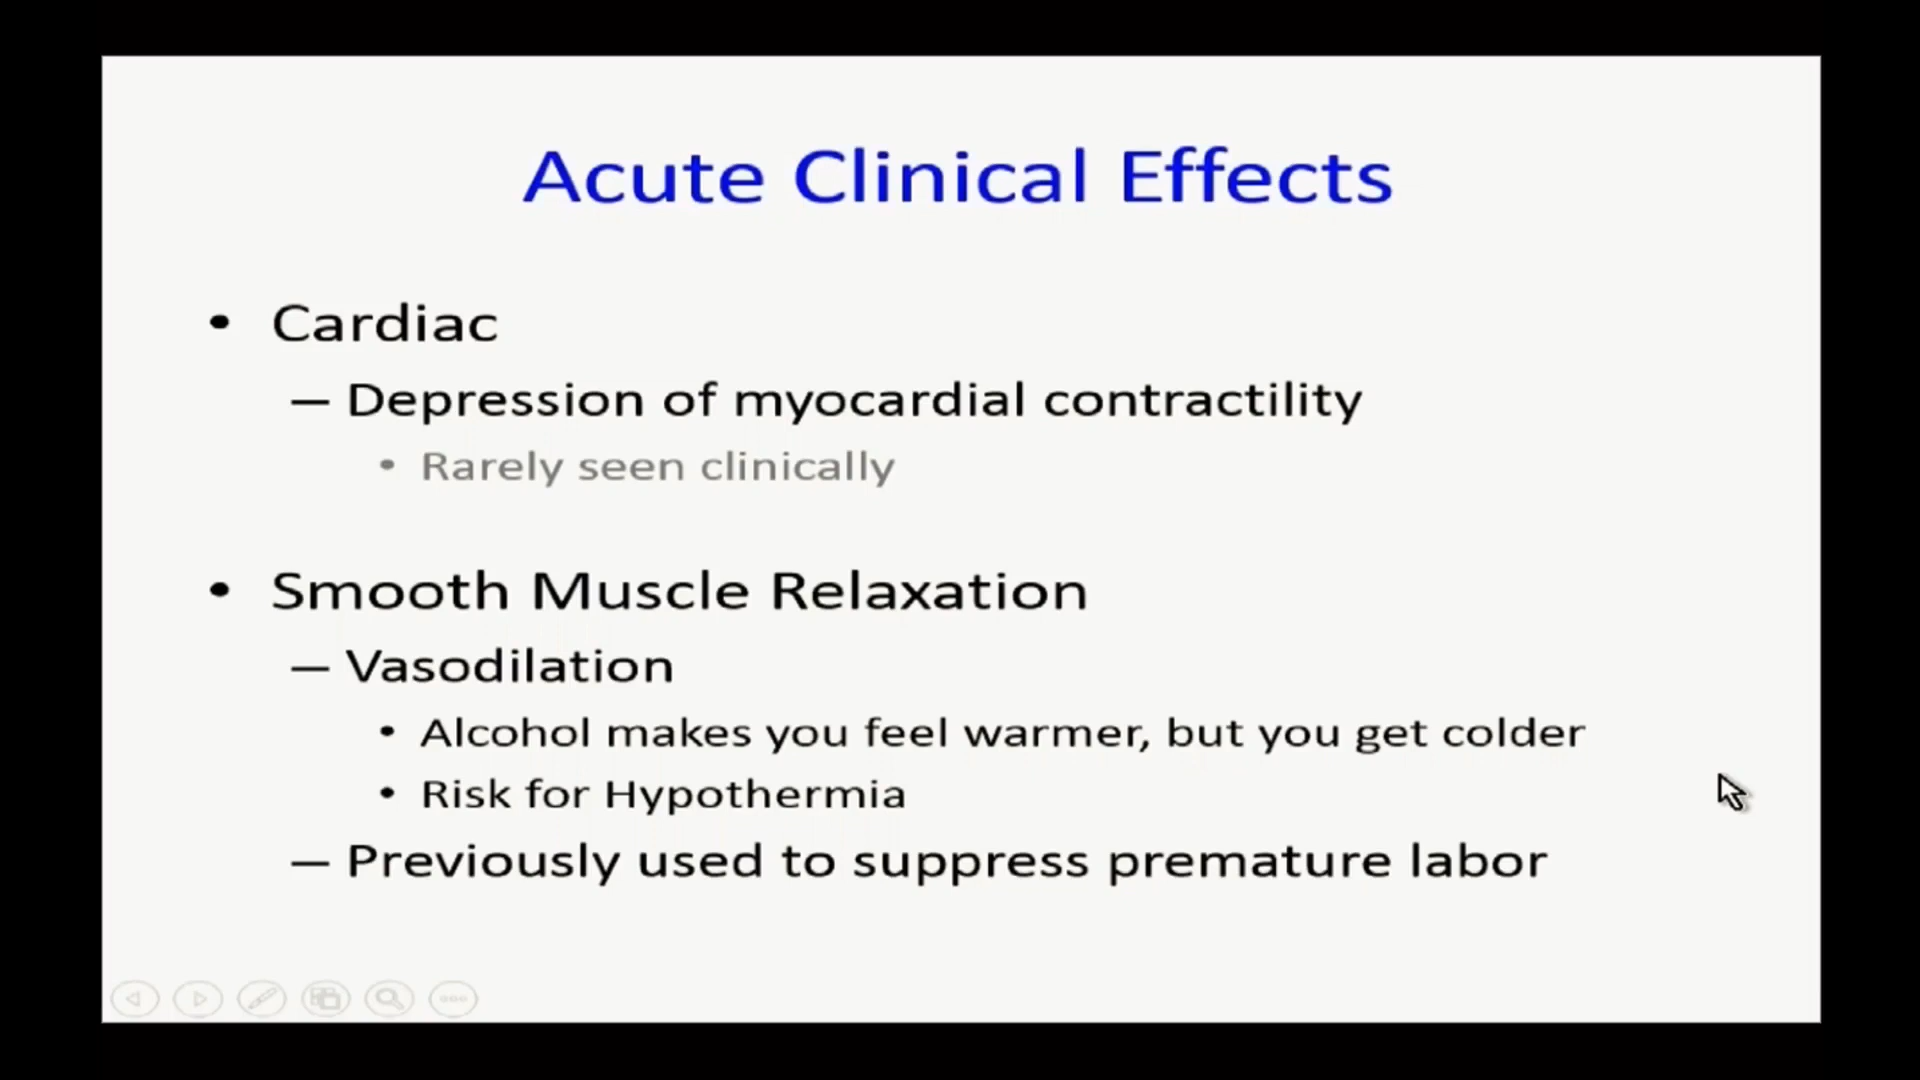 Acute Clinical Effects
• Cardiac
– Depression of myocardial contractility
• Rarely seen clinically
• Smooth Muscle Relaxation
– Vasodilation
• Alcohol makes you feel warmer, but you get colder
• Risk for Hypothermia
– Previously used to suppress premature labor